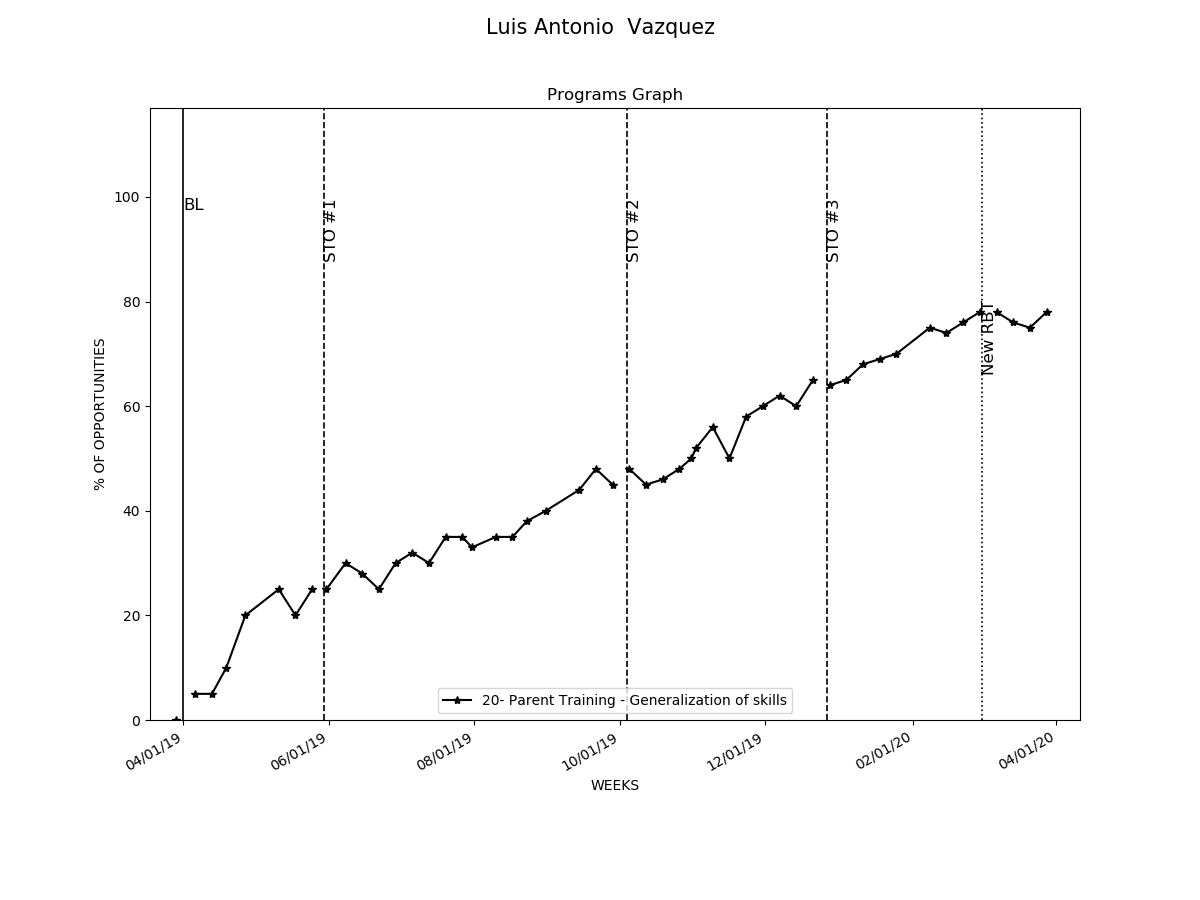 Luis Antonio  Vazquez
Programs Graph
% OF OPPORTUNITIES
100
80
60
40
20
0
BL
STO #1
STO #2
STO #3
New RBT
20- Parent Training - Generalization of skills
04/01/19
06/01/19
08/01/19
10/01/19
12/01/19
02/01/20
04/01/20
WEEKS